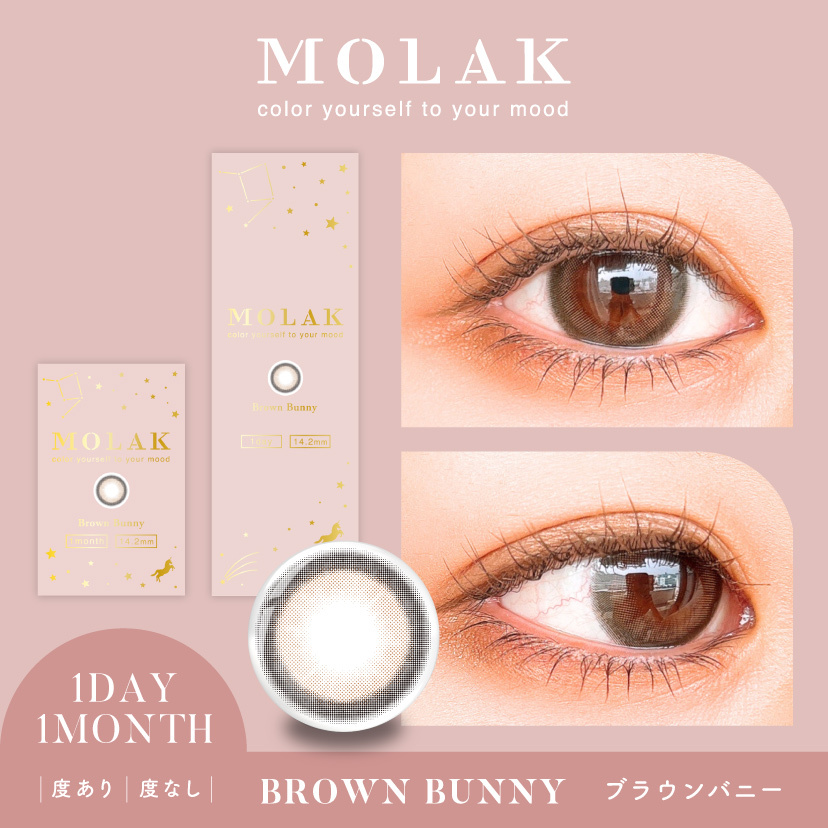 MOLAK
color yourself to your mood
MOLAK
color yourself to your mood
Brown Bunny
14.2mm
MOLAK
color yourself to your mood
Brown Bunny
1month
14.2mm
1DAY
1MONTH
度あり
度なし
BROWN BUNNY
ブラウンバニー